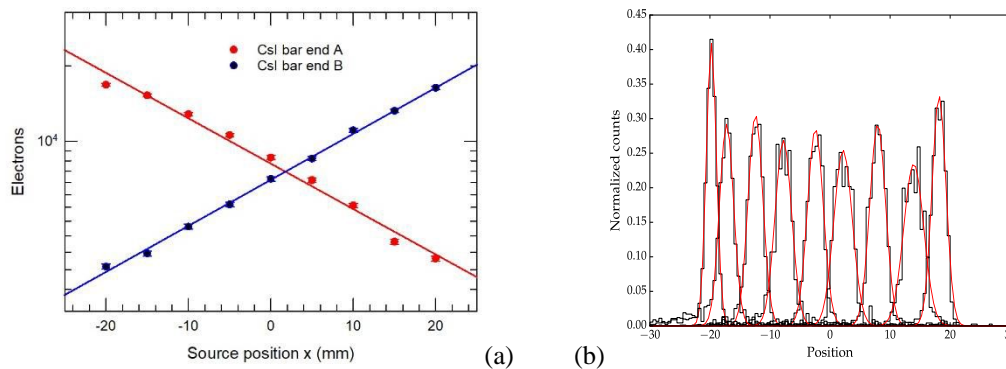 CsI bar end A
CsI bar end B
Electrons
10^4
-20 -10 0 10 20
Source position x (mm)
(a)
(b)
0.45
0.40
0.35
0.30
0.25
0.20
0.15
0.10
0.05
0.00
Normalized counts
−30 −20 −10 0 10 20
Position